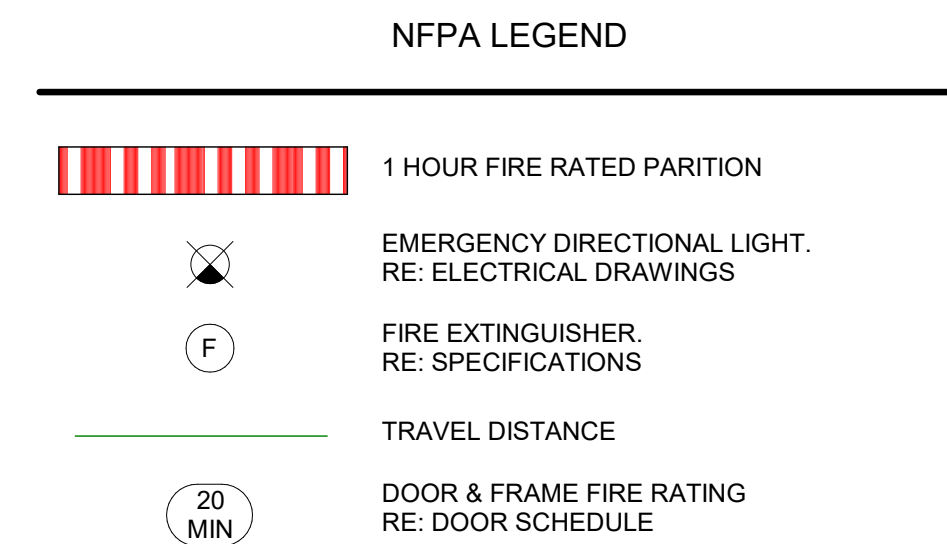 NFPA LEGEND
1 HOUR FIRE RATED PARITION
EMERGENCY DIRECTIONAL LIGHT.
RE: ELECTRICAL DRAWINGS
F
FIRE EXTINGUISHER.
RE: SPECIFICATIONS
TRAVEL DISTANCE
20
MIN
DOOR & FRAME FIRE RATING
RE: DOOR SCHEDULE